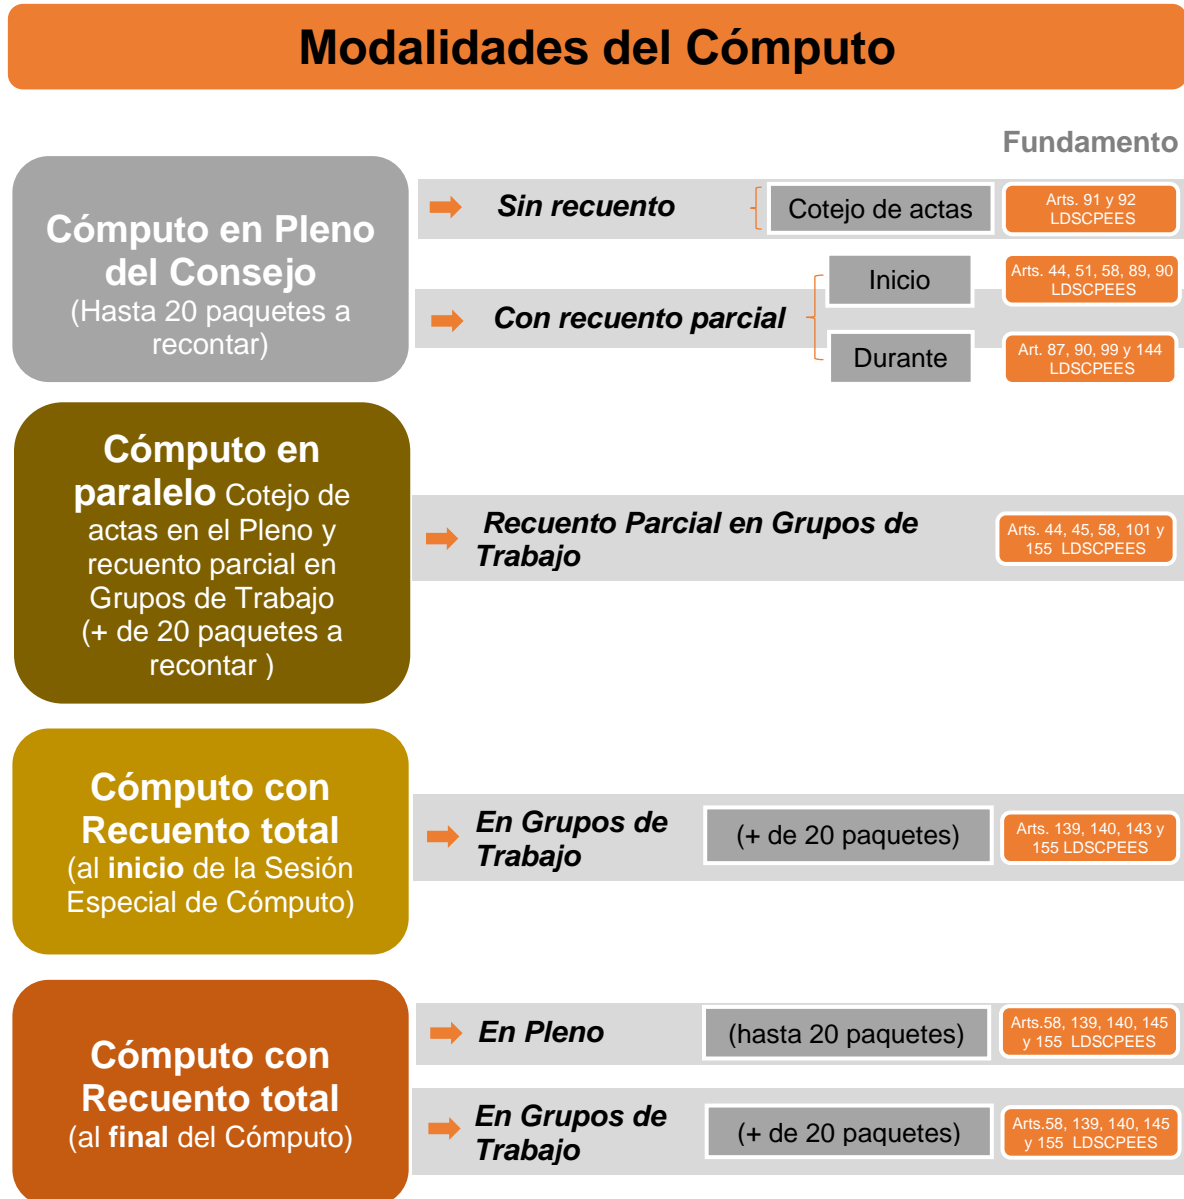 Modalidades del Cómputo
Fundamento
Cómputo en Pleno
del Consejo
(Hasta 20 paquetes a
recontar)
Sin recuento
Cotejo de actas
Arts. 91 y 92
LDSCPEES
Con recuento parcial
Inicio
Arts. 44, 51, 58, 89, 90
LDSCPEES
Durante
Art. 87, 90, 99 y 144
LDSCPEES
Cómputo en
paralelo Cotejo de
actas en el Pleno y
recuento parcial en
Grupos de Trabajo
(+ de 20 paquetes a
recontar )
Recuento Parcial en Grupos de
Trabajo
Arts. 44, 45, 58, 101 y
155 LDSCPEES
Cómputo con
Recuento total
(al inicio de la Sesión
Especial de Cómputo)
En Grupos de
Trabajo
(+ de 20 paquetes)
Arts. 139, 140, 143 y
155 LDSCPEES
Cómputo con
Recuento total
(al final del Cómputo)
En Pleno
(hasta 20 paquetes)
Arts.58, 139, 140, 145
y 155 LDSCPEES
En Grupos de
Trabajo
(+ de 20 paquetes)
Arts.58, 139, 140, 145
y 155 LDSCPEES